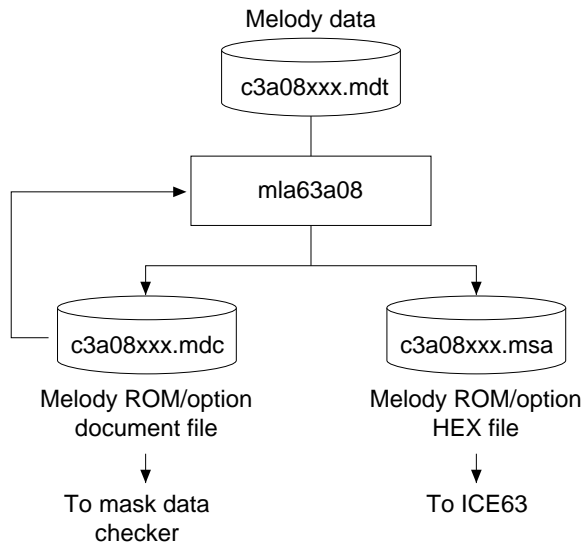 Melody data
c3a08xxx.mdt
mla63a08
c3a08xxx.mdc
c3a08xxx.msa
Melody ROM/option
document file
Melody ROM/option
HEX file
To mask data
checker
To ICE63